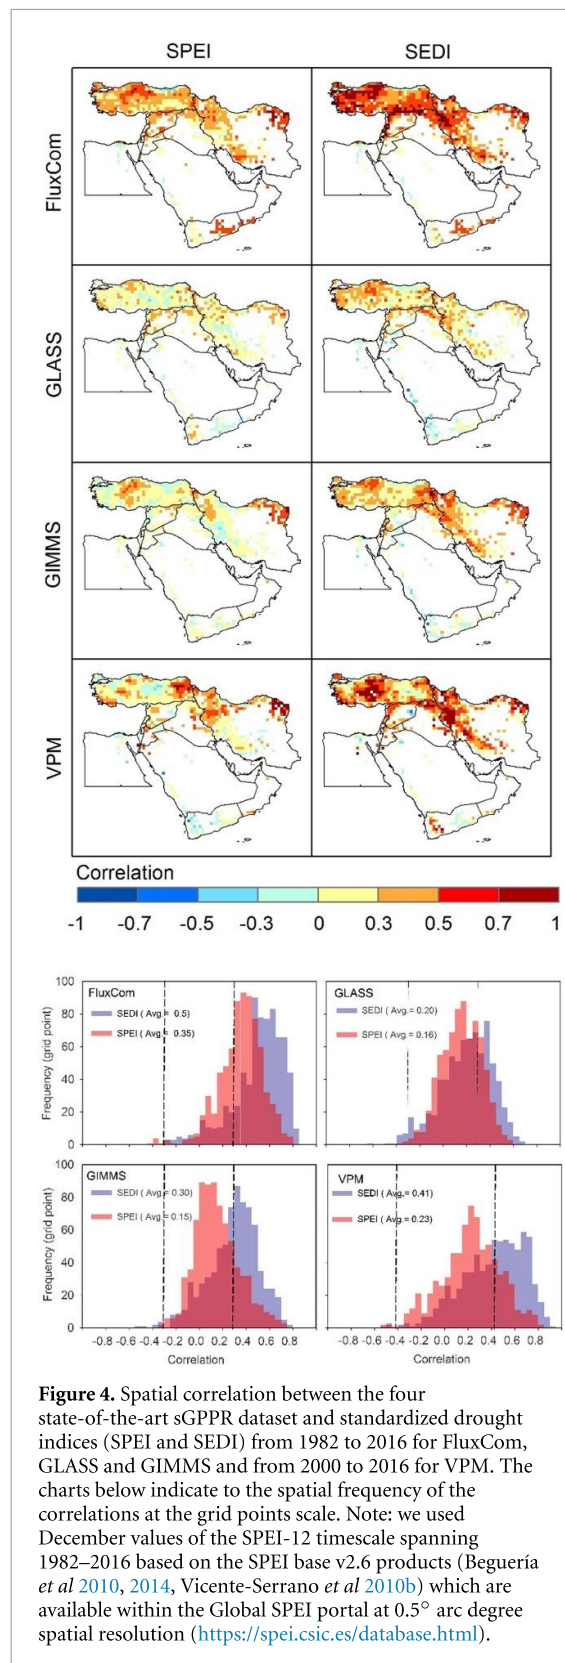 SPEI SEDI
FluxCom
GLASS
GIMMS
VPM
Correlation
-1 -0.7 -0.5 -0.3 0 0.3 0.5 0.7 1
FluxCom
SEDI ( Avg.= 0.5)
SPEI (Avg.= 0.35)
Frequency (grid point)
100
80
60
40
20
0
GLASS
SEDI ( Avg.= 0.20)
SPEI ( Avg.= 0.16)
GIMMS
SEDI ( Avg.= 0.30)
SPEI ( Avg.= 0.15)
Frequency (grid point)
100
80
60
40
20
0
-0.8 -0.6 -0.4 -0.2 0.0 0.2 0.4 0.6 0.8
Correlation
VPM
SEDI ( Avg.= 0.41)
SPEI ( Avg.= 0.23)
-0.8 -0.6 -0.4 -0.2 0.0 0.2 0.4 0.6 0.8
Correlation
Figure 4. Spatial correlation between the four
state-of-the-art sGPPR dataset and standardized drought
indices (SPEI and SEDI) from 1982 to 2016 for FluxCom,
GLASS and GIMMS and from 2000 to 2016 for VPM. The
charts below indicate to the spatial frequency of the
correlations at the grid points scale. Note: we used
December values of the SPEI-12 timescale spanning
1982–2016 based on the SPEI base v2.6 products (Beguería
et al 2010, 2014, Vicente-Serrano et al 2010b) which are
available within the Global SPEI portal at 0.5° arc degree
spatial resolution (https://spei.csic.es/database.html).